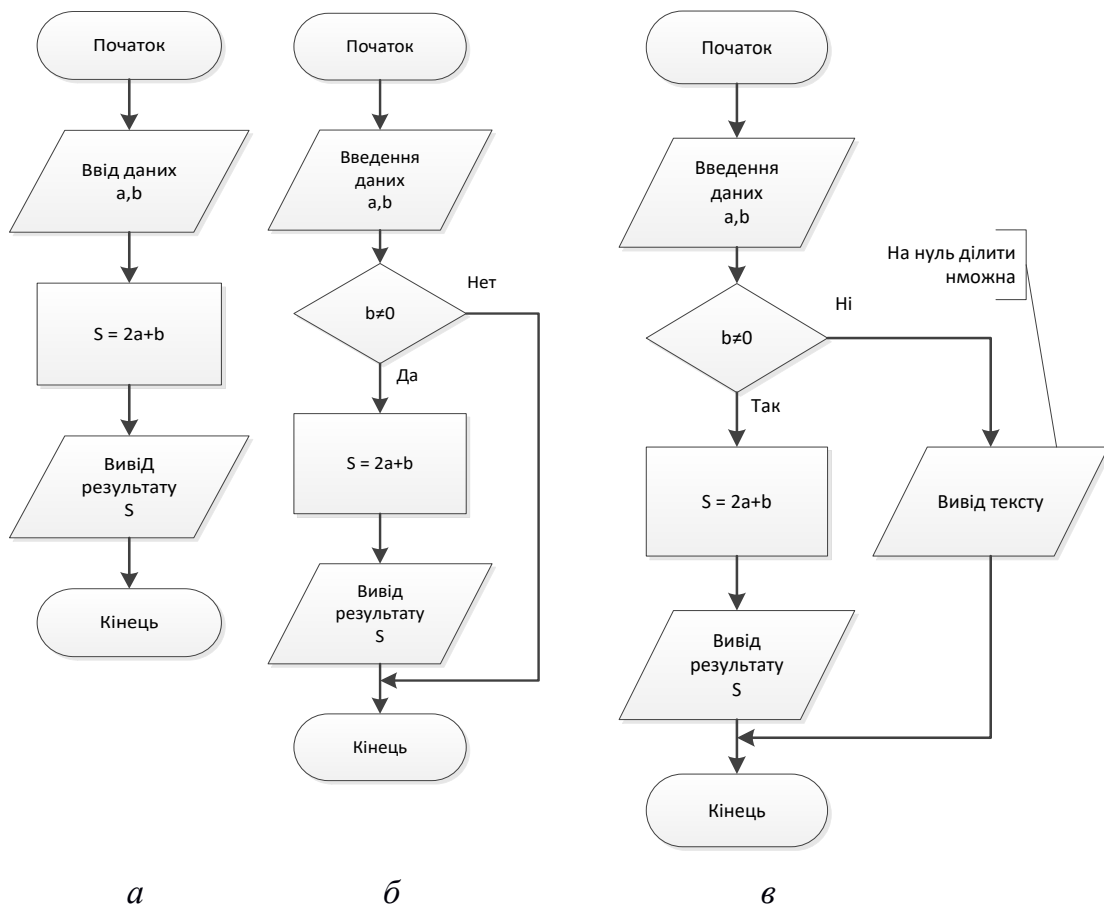 Початок
Ввід даних
a,b
S = 2a+b
ВивіД
результату
S
Кінець
Початок
Введення
даних
a,b
b≠0
Нет
Да
S = 2a+b
Вивід
результату
S
Кінець
Початок
Введення
даних
a,b
На нуль ділити
нможна
b≠0
Ні
Так
S = 2a+b
Вивід тексту
Вивід
результату
S
Кінець
а
б
в